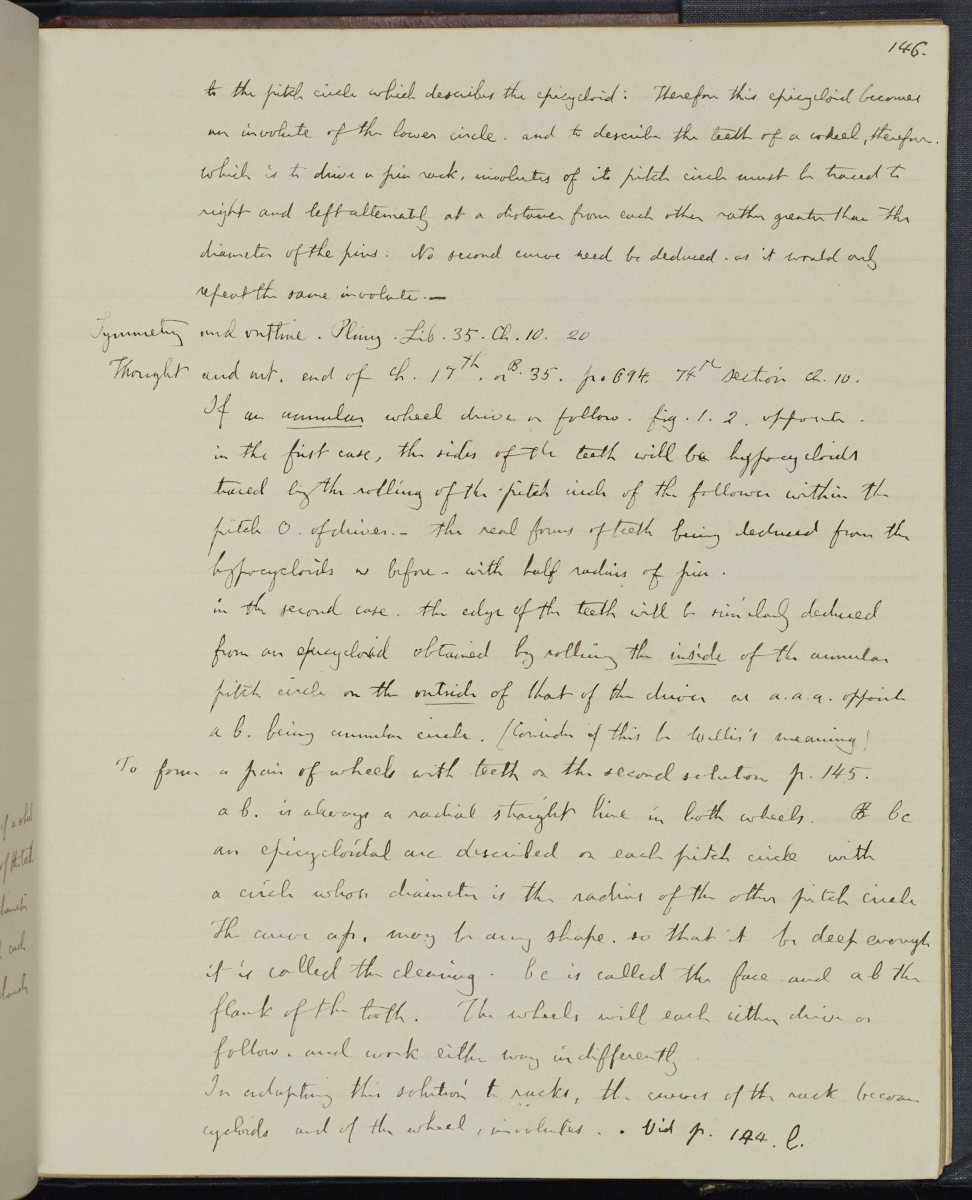 146.
to the pitch circle which describes the epicycloid: Therefore this epicycloid becomes
an involute of the lower circle. and to describe the teeth of a wheel, therefore.
which is to drive a pin rack, involutes of its pitch circle must be traced to
right and left alternately at a distance from each other rather greater than the
diameter of the pins: No second curve need be deduced. as it would only
repeat the same involute.—
Symmetry and outline. Pliny. Lib. 35. Ch. 10. 20
Thought and art. end of Ch. 17th. B. 35. p. 694. 74th section Ch. 10.
If an annular wheel drive or follow. fig. 1. 2. opposite.
in the first case, the sides of the teeth will be hypocycloids
traced by the rolling of the pitch circle of the follower within the
pitch O. of driver.– the real forms of teeth being deduced from the
hypocycloids as before – with half radius of pin.
in the second case. the edge of the teeth will be similarly deduced
from an epicycloid obtained by rolling the inside of the annular
pitch circle on the outside of that of the driver as a.a.a. opposite
a b. being annular circle. (Consider if this be Willis's meaning)
To form a pair of wheels with teeth on the second solution p. 145.
a b. is always a radial straight line in both wheels. bc
an epicycloidal arc described on each pitch circle with
a circle whose diameter is the radius of the other pitch circle
The curve ap. may be any shape. so that it be deep enough
it is called the clearing. bc is called the face and ab the
flank of the tooth. The wheels will each either drive or
follow. and work either way indifferently
In adapting this solution to racks, the curves of the rack become
cycloids and of the wheel, involutes. . Vid p. 144. l.
of a wheel
of the teeth
diameter
circle